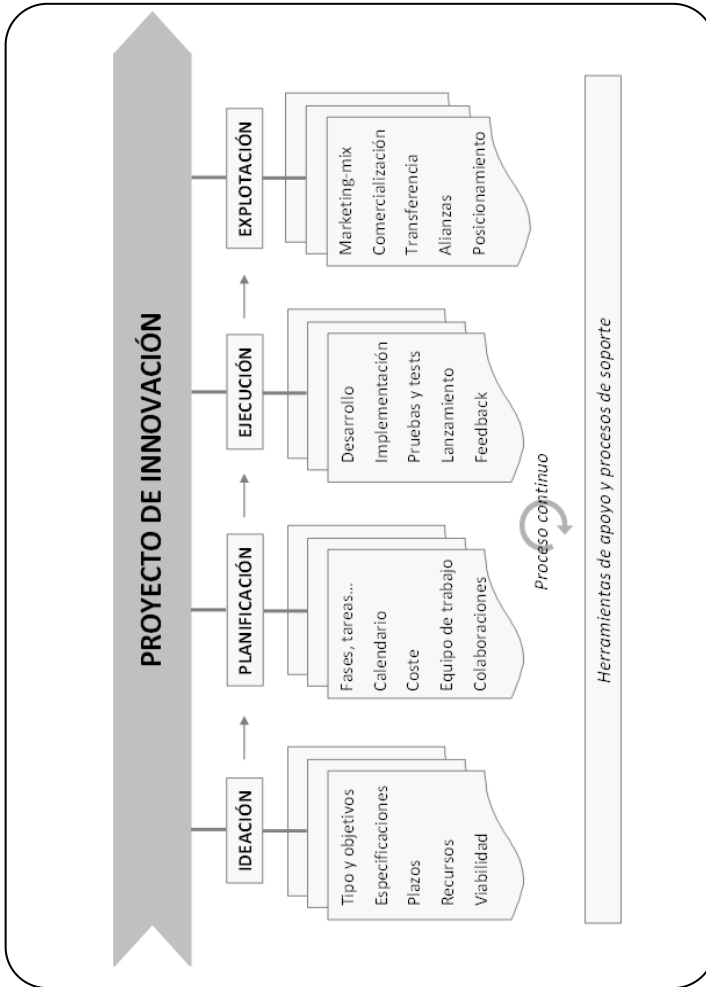 PROYECTO DE INNOVACIÓN
IDEACIÓN
PLANIFICACIÓN
EJECUCIÓN
EXPLOTACIÓN
Tipo y objetivos
Especificaciones
Plazos
Recursos
Viabilidad
Fases, tareas...
Calendario
Coste
Equipo de trabajo
Colaboraciones
Desarrollo
Implementación
Pruebas y tests
Lanzamiento
Feedback
Marketing-mix
Comercialización
Transferencia
Alianzas
Posicionamiento
Proceso continuo
Herramientas de apoyo y procesos de soporte